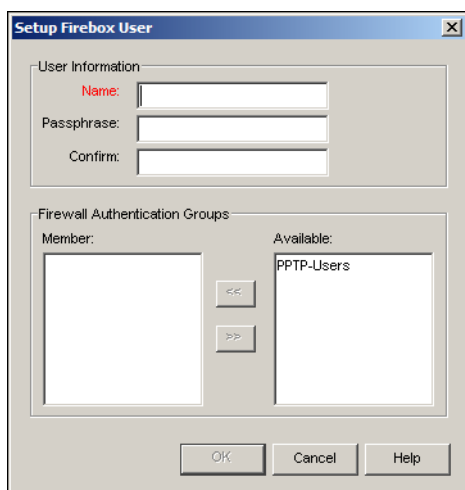 Setup Firebox User
User Information
Name:
Passphrase:
Confirm:
Firewall Authentication Groups
Member:
Available:
PPTP-Users
<<
>>
OK
Cancel
Help